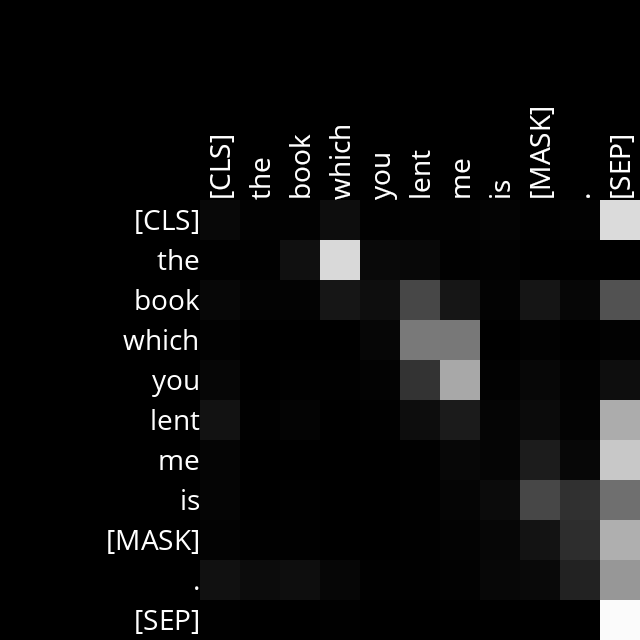 [CLS] the book which you lent me is [MASK] . [SEP]
[CLS]
the
book
which
you
lent
me
is
[MASK]
.
[SEP]